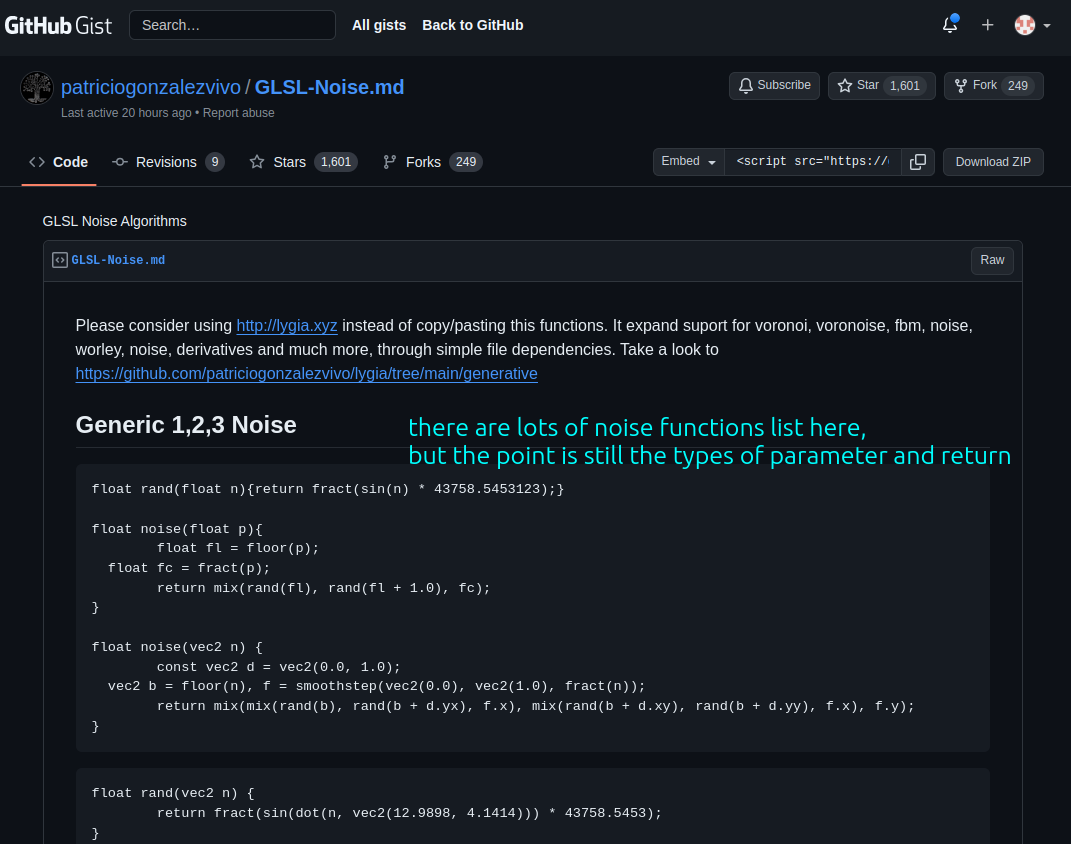 GitHub Gist Search… All gists Back to GitHub
patriciogonzalezvivo / GLSL-Noise.md Subscribe Star 1,601 Fork 249
Last active 20 hours ago • Report abuse
Code Revisions 9 Stars 1,601 Forks 249 Embed <script src="https:// Download ZIP
GLSL Noise Algorithms
GLSL-Noise.md Raw
Please consider using http://lygia.xyz instead of copy/pasting this functions. It expand suport for voronoi, voronoise, fbm, noise,
worley, noise, derivatives and much more, through simple file dependencies. Take a look to
https://github.com/patriciogonzalezvivo/lygia/tree/main/generative
Generic 1,2,3 Noise
there are lots of noise functions list here,
but the point is still the types of parameter and return
float rand(float n){return fract(sin(n) * 43758.5453123);}
float noise(float p){
float fl = floor(p);
float fc = fract(p);
return mix(rand(fl), rand(fl + 1.0), fc);
}
float noise(vec2 n) {
const vec2 d = vec2(0.0, 1.0);
vec2 b = floor(n), f = smoothstep(vec2(0.0), vec2(1.0), fract(n));
return mix(mix(rand(b), rand(b + d.yx), f.x), mix(rand(b + d.xy), rand(b + d.yy), f.x), f.y);
}
float rand(vec2 n) {
return fract(sin(dot(n, vec2(12.9898, 4.1414))) * 43758.5453);
}